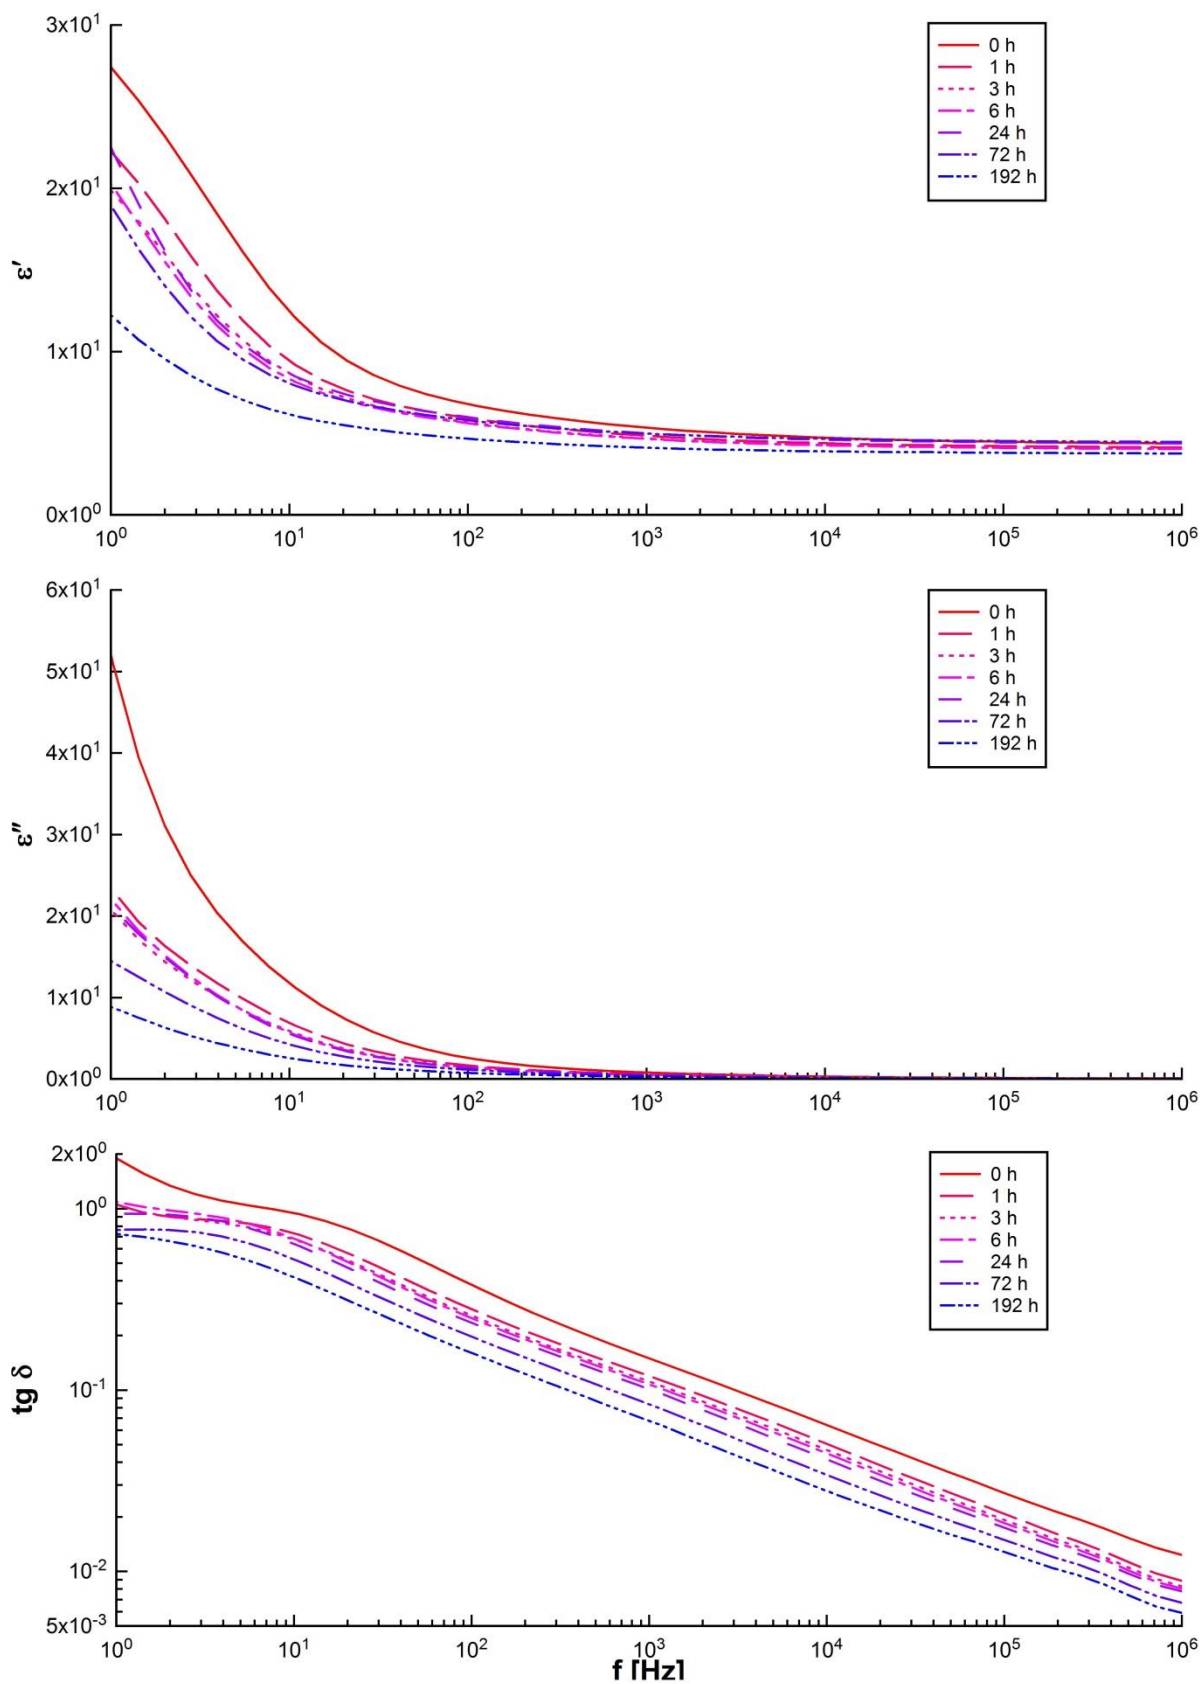 3x10¹
2x10¹
1x10¹
0x10⁰
ε′
0 h
1 h
3 h
6 h
24 h
72 h
192 h
10⁰ 10¹ 10² 10³ 10⁴ 10⁵ 10⁶
6x10¹
5x10¹
4x10¹
3x10¹
2x10¹
1x10¹
0x10⁰
ε″
0 h
1 h
3 h
6 h
24 h
72 h
192 h
10⁰ 10¹ 10² 10³ 10⁴ 10⁵ 10⁶
2x10⁰
10⁰
10⁻¹
10⁻²
5x10⁻³
tg δ
0 h
1 h
3 h
6 h
24 h
72 h
192 h
10⁰ 10¹ 10² 10³ 10⁴ 10⁵ 10⁶
f [Hz]